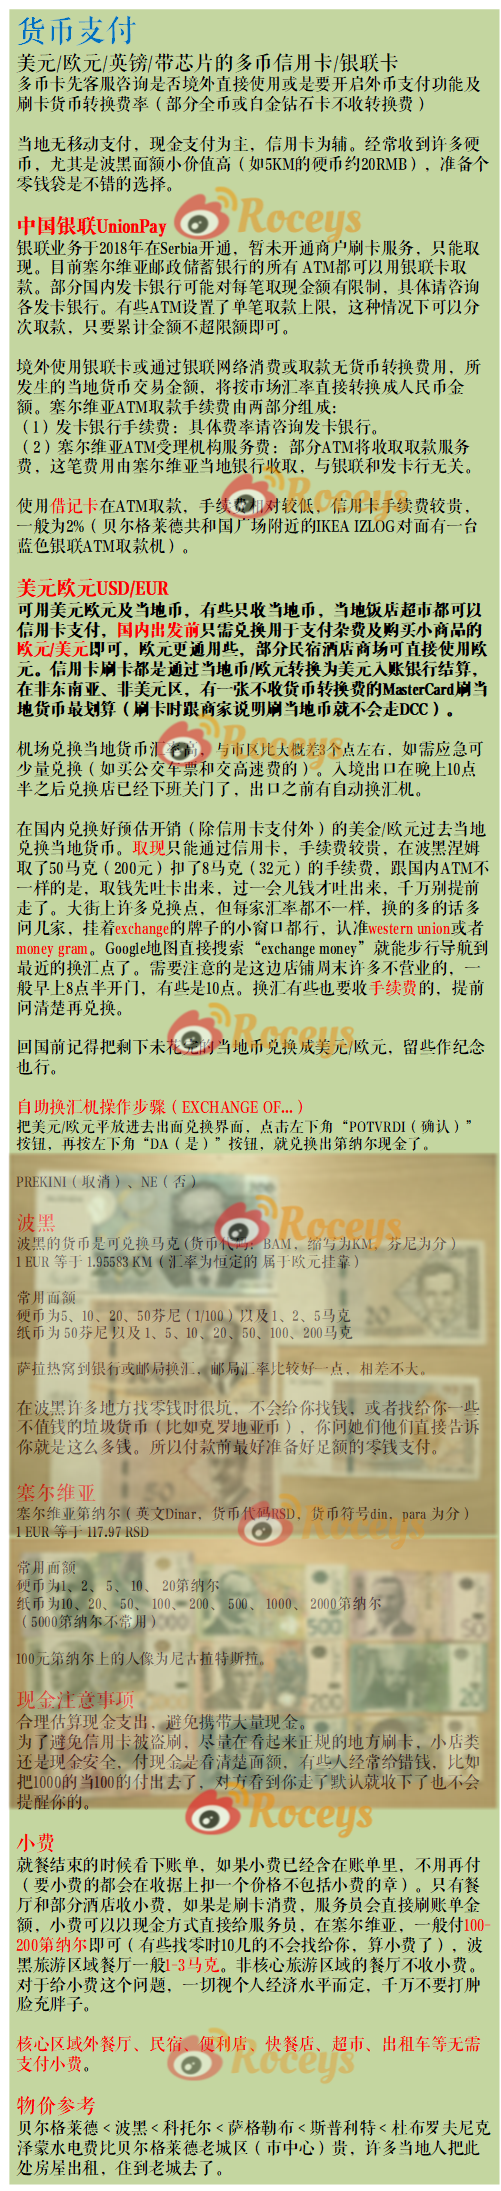 货币支付
美元/欧元/英镑/带芯片的多币信用卡/银联卡
多币卡先客服咨询是否境外直接使用或是要开启外币支付功能及
刷卡货币转换费率（部分全币或白金钻石卡不收转换费）
当地无移动支付，现金支付为主，信用卡为辅。经常收到许多硬
币，尤其是波黑面额小价值高（如5KM的硬币约20RMB），准备个
零钱袋是不错的选择。
中国银联UnionPay
银联业务于2018年在Serbia开通，暂未开通商户刷卡服务，只能取
现。目前塞尔维亚邮政储蓄银行的所有 ATM都可以用银联卡取
款。部分国内发卡银行可能对每笔取现金额有限制，具体请咨询
各发卡银行。有些ATM设置了单笔取款上限，这种情况下可以分
次取款，只要累计金额不超限额即可。
境外使用银联卡或通过银联网络消费或取款无货币转换费用，所
发生的当地货币交易金额，将按市场汇率直接转换成人民币金
额。塞尔维亚ATM取款手续费由两部分组成：
（1）发卡银行手续费：具体费率请咨询发卡银行。
（2）塞尔维亚ATM受理机构服务费：部分ATM将收取取款服务
费，这笔费用由塞尔维亚当地银行收取，与银联和发卡行无关。
使用借记卡在ATM取款，手续费相对较低，信用卡手续费较贵，
一般为2%（贝尔格莱德共和国广场附近的IKEA IZLOG对面有一台
蓝色银联ATM取款机）。
美元欧元USD/EUR
可用美元欧元及当地币，有些只收当地币，当地饭店超市都可以
信用卡支付，国内出发前只需兑换用于支付杂费及购买小商品的
欧元/美元即可，欧元更通用些，部分民宿酒店商场可直接使用欧
元。信用卡刷卡都是通过当地币/欧元转换为美元入账银行结算，
在非东南亚、非美元区，有一张不收货币转换费的MasterCard刷当
地货币最划算（刷卡时跟商家说明刷当地币就不会走DCC）。
机场兑换当地货币汇率高，与市区比大概差3个点左右，如需应急可
少量兑换（如买公交车票和交高速费的）。入境出口在晚上10点
半之后兑换店已经下班关门了，出口之前有自动换汇机。
在国内兑换好预估开销（除信用卡支付外）的美金/欧元过去当地
兑换当地货币。取现只能通过信用卡，手续费较贵，在波黑涅姆
取了50马克（200元）扣了8马克（32元）的手续费，跟国内ATM不
一样的是，取钱先吐卡出来，过一会儿钱才吐出来，千万别提前
走了。大街上许多兑换点，但每家汇率都不一样，换的多的话多
问几家，挂着exchange的牌子的小窗口都行，认准western union或者
money gram。Google地图直接搜索“exchange money”就能步行导航到
最近的换汇点了。需要注意的是这边店铺周末许多不营业的，一
般早上8点半开门，有些是10点。换汇有些也要收手续费的，提前
问清楚再兑换。
回国前记得把剩下未花完的当地币兑换成美元/欧元，留些作纪念
也行。
自助换汇机操作步骤（EXCHANGE OF...）
把美元/欧元平放进去出面兑换界面，点击左下角“POTVRDI（确认）”
按钮，再按左下角“DA（是）”按钮，就兑换出第纳尔现金了。
PREKINI（取消）、NE（否）
波黑
波黑的货币是可兑换马克 (货币代码：BAM，缩写为KM，芬尼为分）
1 EUR 等于 1.95583 KM（汇率为恒定的 属于欧元挂靠）
常用面额
硬币为5、10、20、50芬尼（1/100）以及1、2、5马克
纸币为 50芬尼 以及 1、5、10、20、50、100、200马克
萨拉热窝到银行或邮局换汇，邮局汇率比较好一点，相差不大。
在波黑许多地方找零钱时很坑，不会给你找钱，或者找给你一些
不值钱的垃圾货币（比如克罗地亚币），你问她们他们直接告诉
你就是这么多钱。所以付款前最好准备好足额的零钱支付。
塞尔维亚
塞尔维亚第纳尔（英文Dinar，货币代码RSD，货币符号din，para 为分）
1 EUR 等于 117.97 RSD
常用面额
硬币为1、2、 5、 10、 20第纳尔
纸币为10、20、 50、 100、 200、 500、 1000、 2000第纳尔
（5000第纳尔不常用）
100元第纳尔上的人像为尼古拉特斯拉。
现金注意事项
合理估算现金支出，避免携带大量现金。
为了避免信用卡被盗刷，尽量在看起来正规的地方刷卡，小店类
还是现金安全，付现金是看清楚面额，有些人经常给错钱，比如
把1000的当100的付出去了，对方看到你走了默认就收下了也不会
提醒你的。
小费
就餐结束的时候看下账单，如果小费已经含在账单里，不用再付
（要小费的都会在收据上扣一个价格不包括小费的章）。只有餐
厅和部分酒店收小费，如果是刷卡消费，服务员会直接刷账单金
额，小费可以以现金方式直接给服务员，在塞尔维亚，一般付100-
200第纳尔即可（有些找零时10几的不会找给你，算小费了），波
黑旅游区域餐厅一般1-3马克。非核心旅游区域的餐厅不收小费。
对于给小费这个问题，一切视个人经济水平而定，千万不要打肿
脸充胖子。
核心区域外餐厅、民宿、便利店、快餐店、超市、出租车等无需
支付小费。
物价参考
贝尔格莱德＜波黑＜科托尔＜萨格勒布＜斯普利特＜杜布罗夫尼克
泽蒙水电费比贝尔格莱德老城区（市中心）贵，许多当地人把此
处房屋出租，住到老城去了。